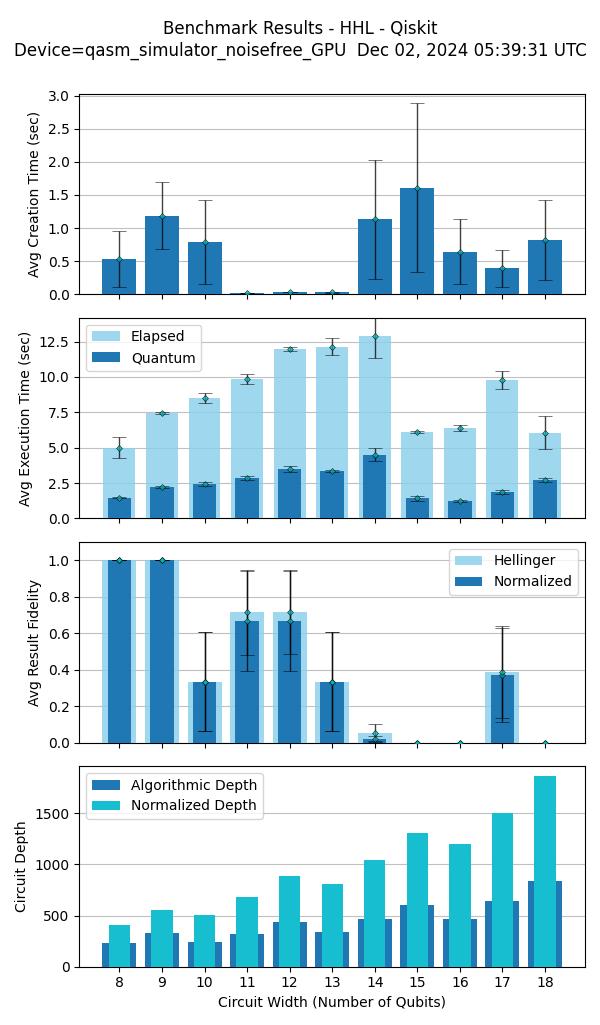 Benchmark Results - HHL - Qiskit
Device=qasm_simulator_noisefree_GPU  Dec 02, 2024 05:39:31 UTC
Avg Creation Time (sec)
3.0
2.5
2.0
1.5
1.0
0.5
0.0
Avg Execution Time (sec)
12.5
10.0
7.5
5.0
2.5
0.0
Elapsed
Quantum
Avg Result Fidelity
1.0
0.8
0.6
0.4
0.2
0.0
Hellinger
Normalized
Circuit Depth
1500
1000
500
0
Algorithmic Depth
Normalized Depth
8 9 10 11 12 13 14 15 16 17 18
Circuit Width (Number of Qubits)